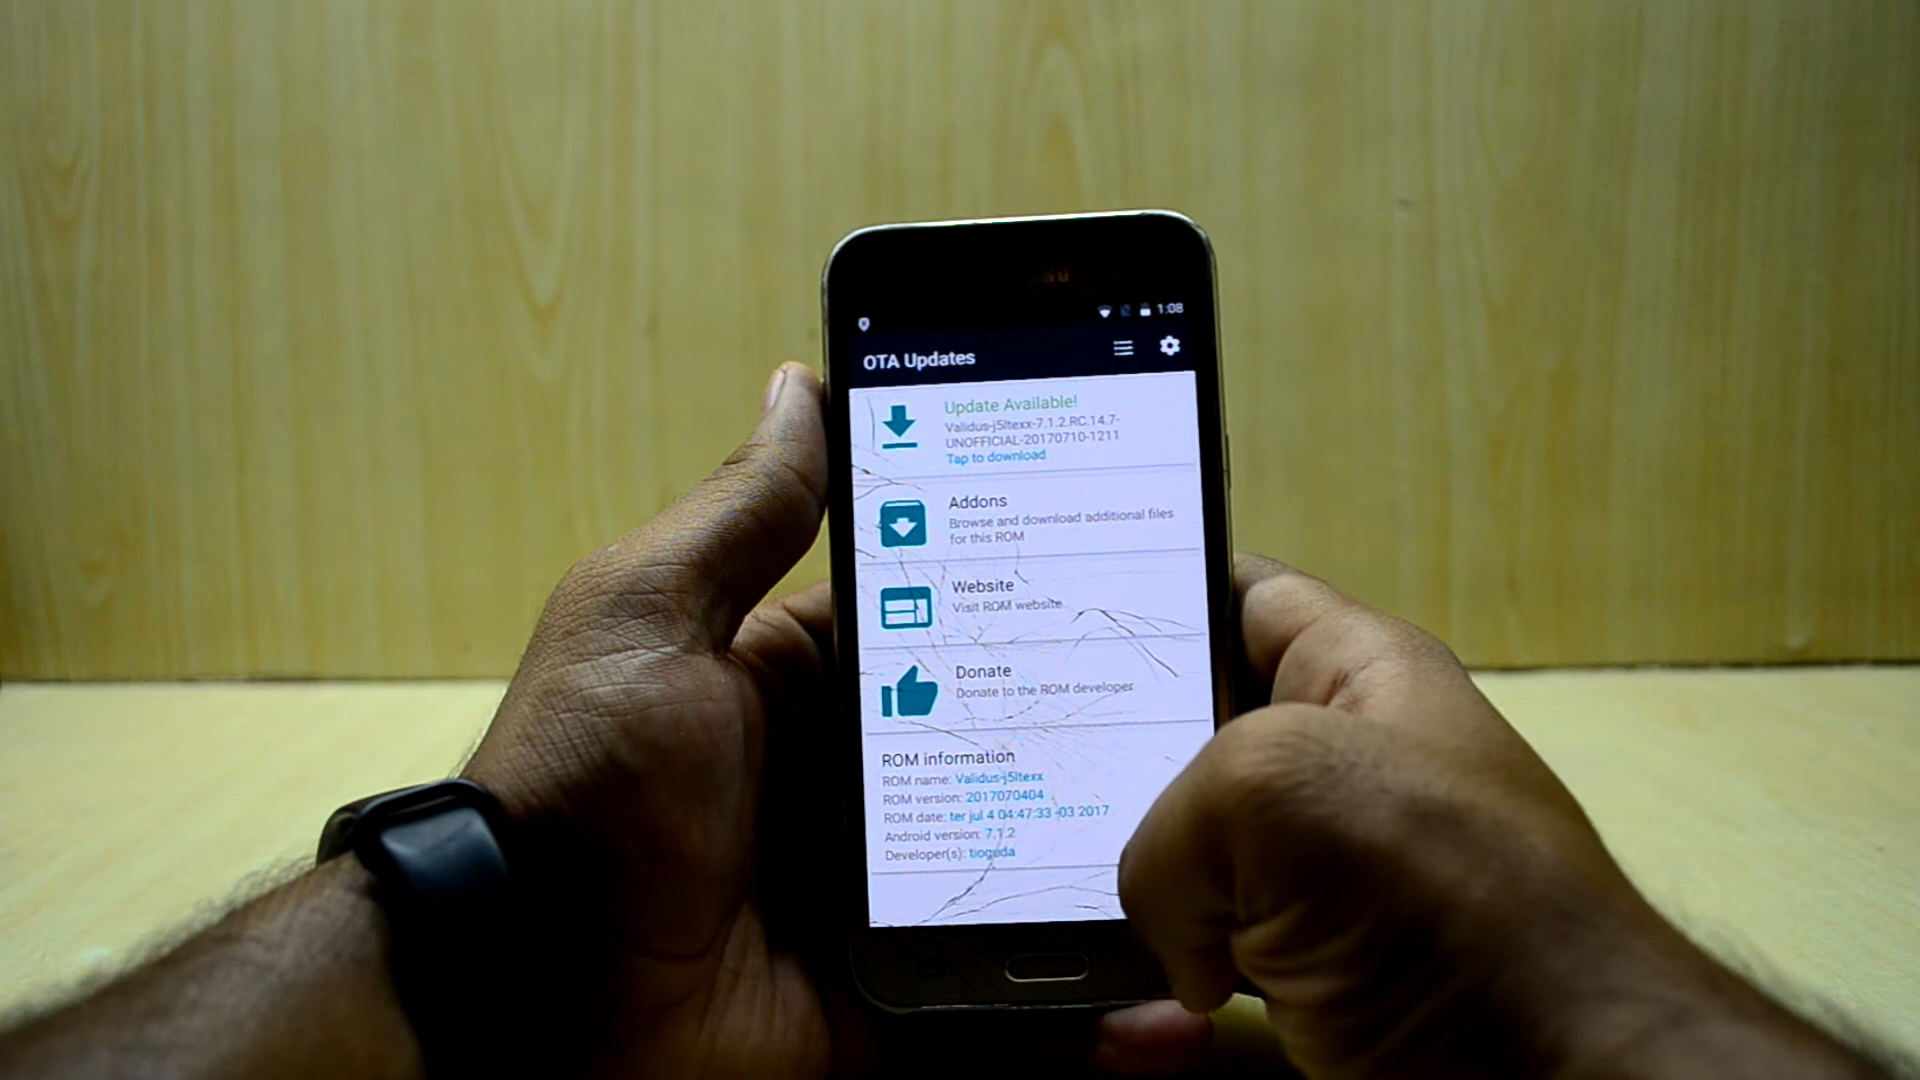 1:08
OTA Updates
Update Available!
Validus-j5ltexx-7.1.2.RC.14.7-
UNOFFICIAL-20170710-1211
Tap to download
Addons
Browse and download additional files
for this ROM
Website
Visit ROM website
Donate
Donate to the ROM developer
ROM information
ROM name: Validus-j5ltexx
ROM version: 2017070404
ROM date: ter jul 4 04:47:33 -03 2017
Android version: 7.1.2
Developer(s): tioguda